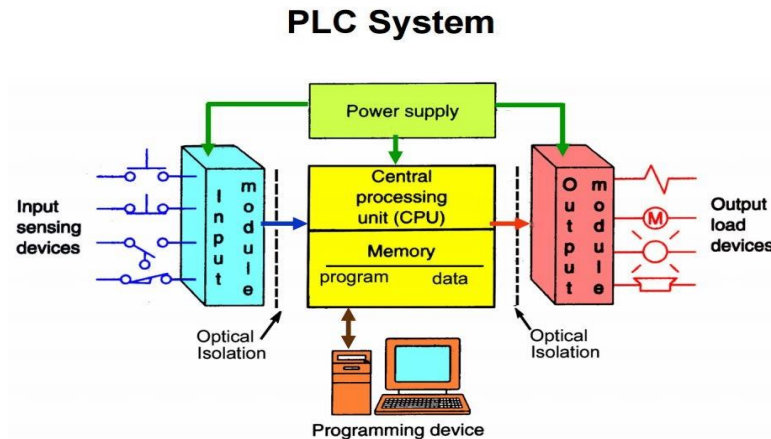 PLC System
Power supply
Input
sensing
devices
Input
module
Central
processing
unit (CPU)
Memory
program data
Output
module
M
Output
load
devices
Optical
Isolation
Optical
Isolation
Programming device